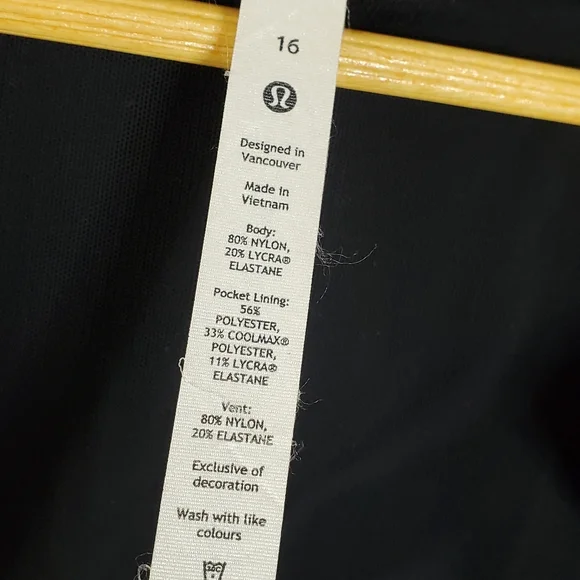 16
Designed in
Vancouver
Made in
Vietnam
Body:
80% NYLON,
20% LYCRA®
ELASTANE
Pocket Lining:
56%
POLYESTER,
33% COOLMAX®
POLYESTER,
11% LYCRA®
ELASTANE
Vent:
80% NYLON,
20% ELASTANE
Exclusive of
decoration
Wash with like
colours